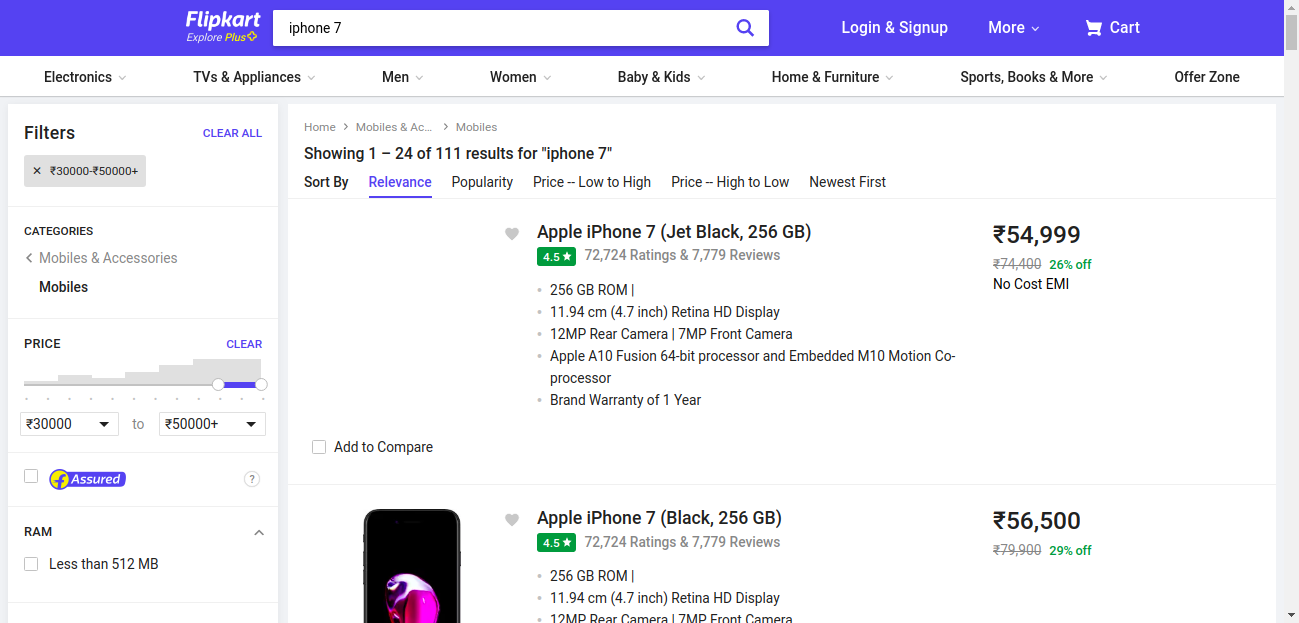 Flipkart
Explore Plus
iphone 7
Login & Signup
More
Cart
Electronics
TVs & Appliances
Men
Women
Baby & Kids
Home & Furniture
Sports, Books & More
Offer Zone
Filters
CLEAR ALL
✕ ₹30000-₹50000+
CATEGORIES
Mobiles & Accessories
Mobiles
PRICE
CLEAR
₹30000
to
₹50000+
f Assured
?
RAM
Less than 512 MB
Home
Mobiles & Ac...
Mobiles
Showing 1 – 24 of 111 results for "iphone 7"
Sort By
Relevance
Popularity
Price -- Low to High
Price -- High to Low
Newest First
Apple iPhone 7 (Jet Black, 256 GB)
4.5 ★ 72,724 Ratings & 7,779 Reviews
256 GB ROM |
11.94 cm (4.7 inch) Retina HD Display
12MP Rear Camera | 7MP Front Camera
Apple A10 Fusion 64-bit processor and Embedded M10 Motion Co-
processor
Brand Warranty of 1 Year
₹54,999
₹74,400 26% off
No Cost EMI
Add to Compare
Apple iPhone 7 (Black, 256 GB)
4.5 ★ 72,724 Ratings & 7,779 Reviews
256 GB ROM |
11.94 cm (4.7 inch) Retina HD Display
12MP Rear Camera | 7MP Front Camera
₹56,500
₹79,900 29% off